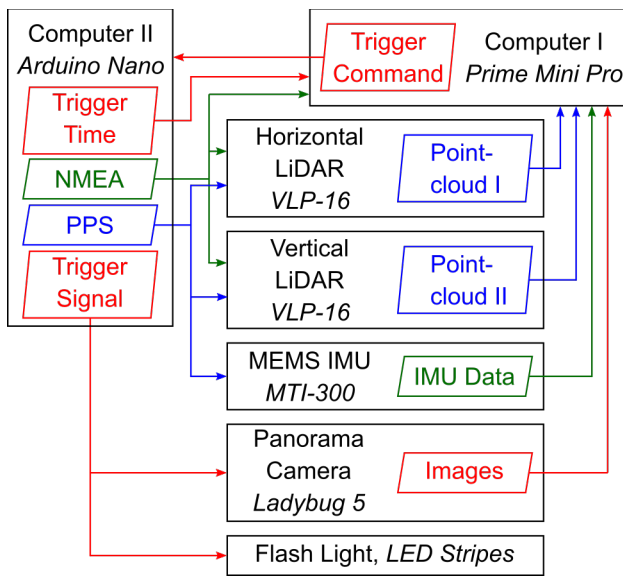 Computer II
Arduino Nano
Trigger
Time
NMEA
PPS
Trigger
Signal
Trigger
Command
Computer I
Prime Mini Pro
Horizontal
LiDAR
VLP-16
Point-
cloud I
Vertical
LiDAR
VLP-16
Point-
cloud II
MEMS IMU
MTI-300
IMU Data
Panorama
Camera
Ladybug 5
Images
Flash Light, LED Stripes